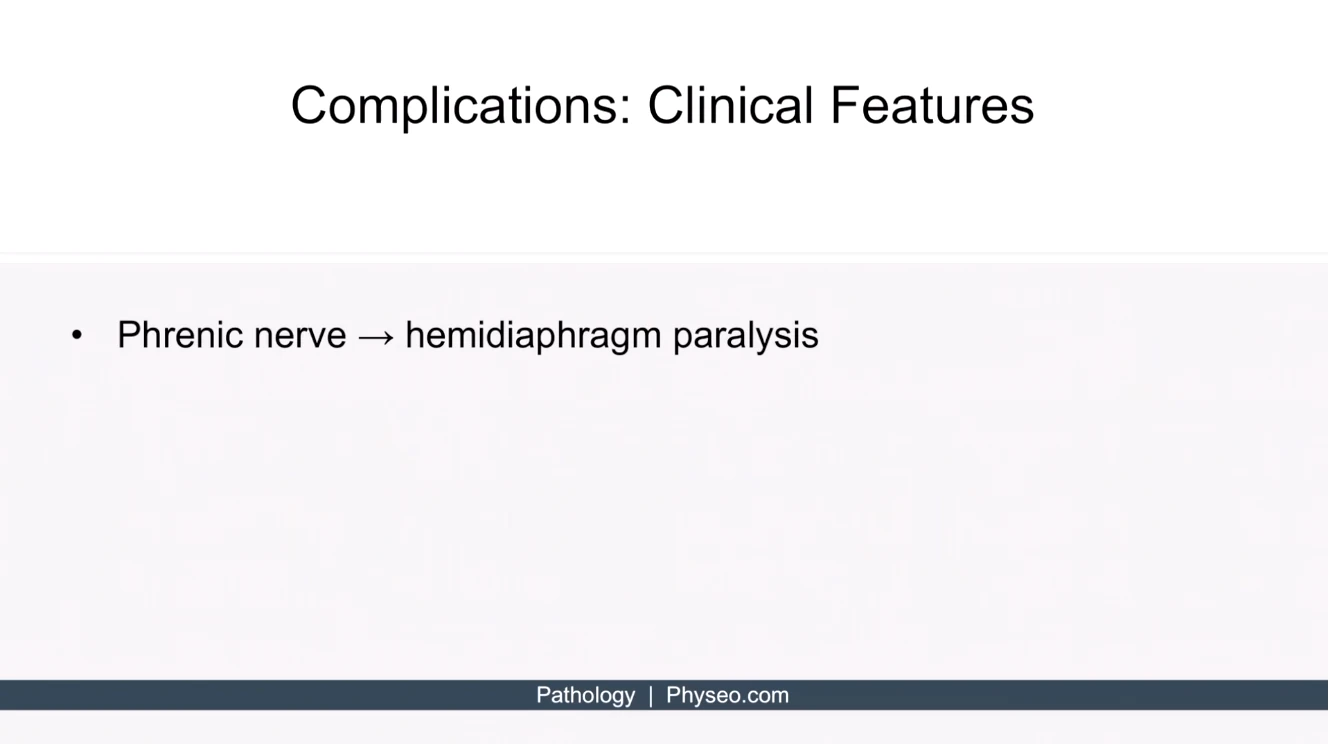 Complications: Clinical Features
• Phrenic nerve → hemidiaphragm paralysis
Pathology | Physeo.com